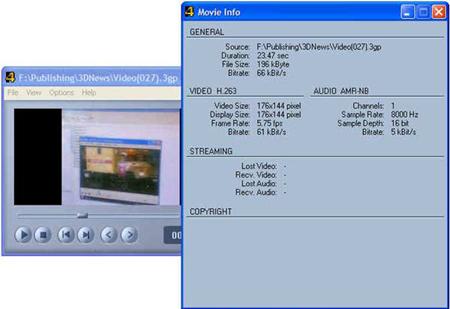 F:\Publishing\3DNews\Video(027).3gp
File View Options Help
00
Movie Info
GENERAL
Source: F:\Publishing\3DNews\Video(027).3gp
Duration: 23.47 sec
File Size: 196 kByte
Bitrate: 66 kBit/s
VIDEO H.263 AUDIO AMR-NB
Video Size: 176x144 pixel Channels: 1
Display Size: 176x144 pixel Sample Rate: 8000 Hz
Frame Rate: 5.75 fps Sample Depth: 16 bit
Bitrate: 61 kBit/s Bitrate: 5 kBit/s
STREAMING
Lost Video: -
Recv. Video: -
Lost Audio: -
Recv. Audio: -
COPYRIGHT